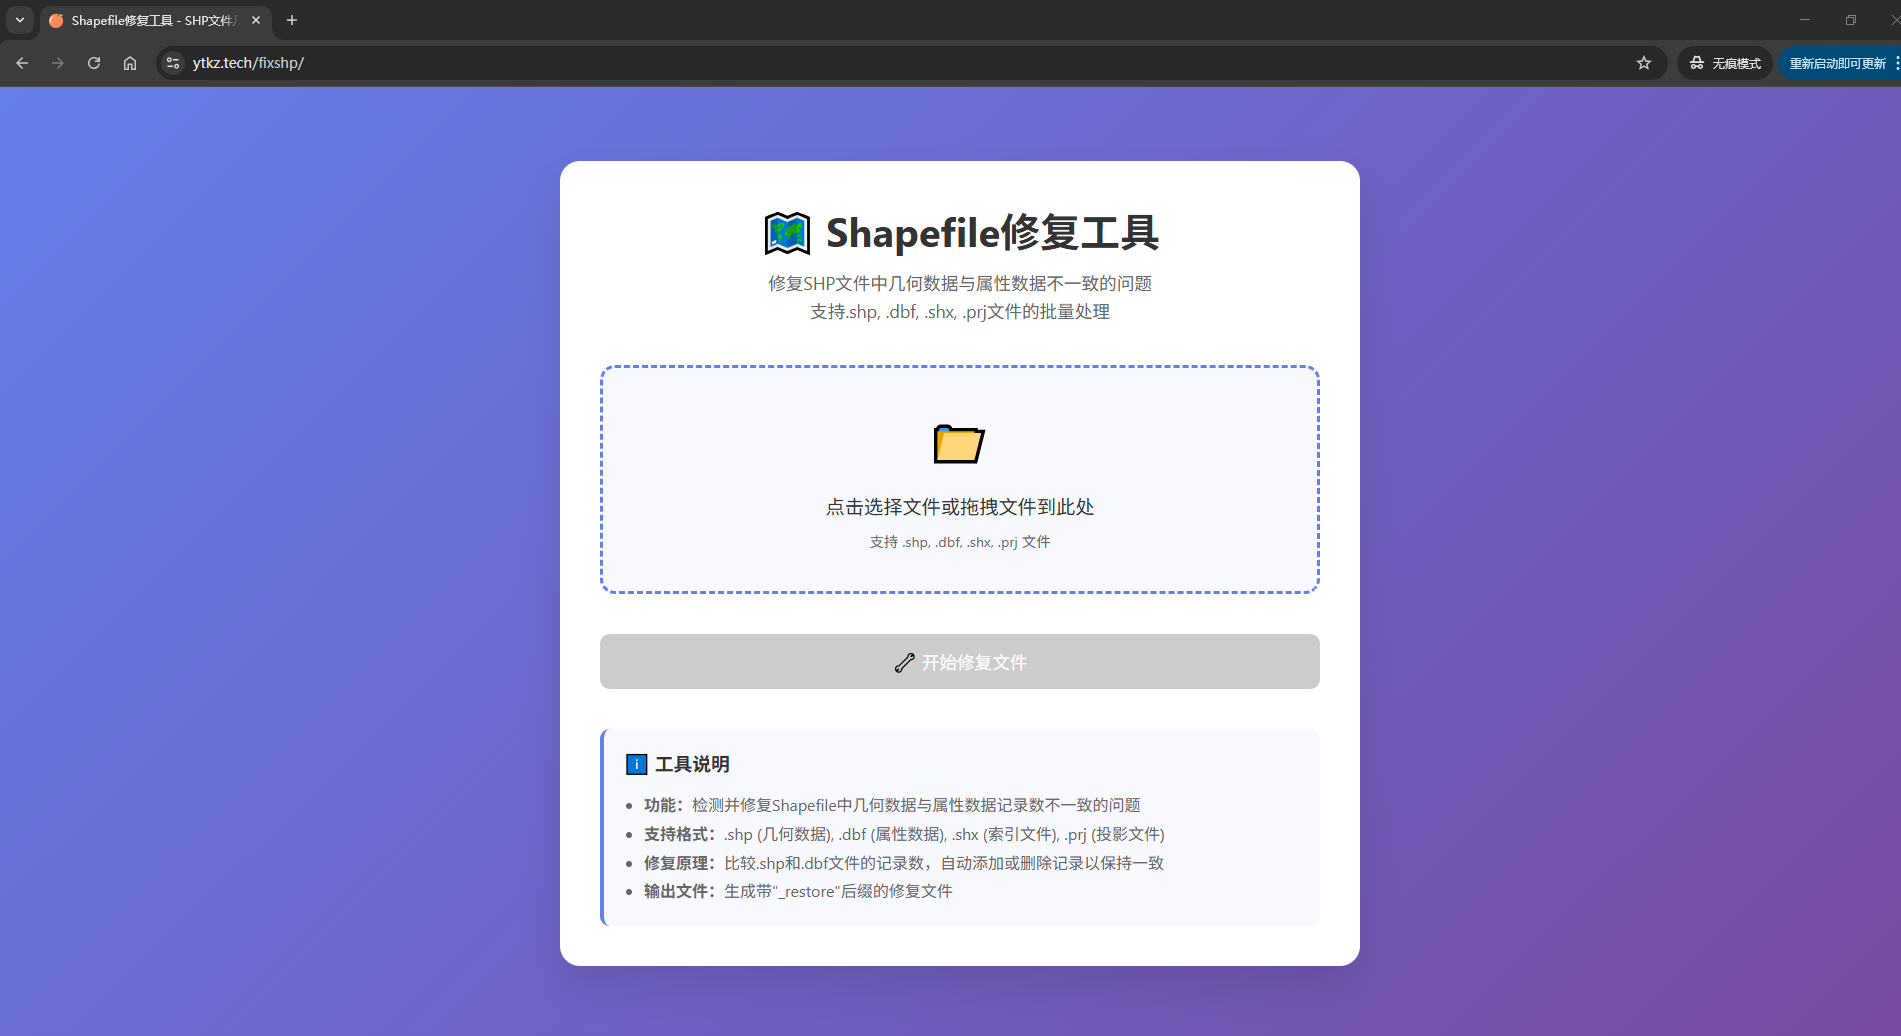 Shapefile修复工具 - SHP文件
ytkz.tech/fixshp/
无痕模式
重新启动即可更新
Shapefile修复工具
修复SHP文件中几何数据与属性数据不一致的问题
支持.shp, .dbf, .shx, .prj文件的批量处理
点击选择文件或拖拽文件到此处
支持 .shp, .dbf, .shx, .prj 文件
开始修复文件
工具说明
功能：检测并修复Shapefile中几何数据与属性数据记录数不一致的问题
支持格式：.shp (几何数据), .dbf (属性数据), .shx (索引文件), .prj (投影文件)
修复原理：比较.shp和.dbf文件的记录数，自动添加或删除记录以保持一致
输出文件：生成带"_restore"后缀的修复文件